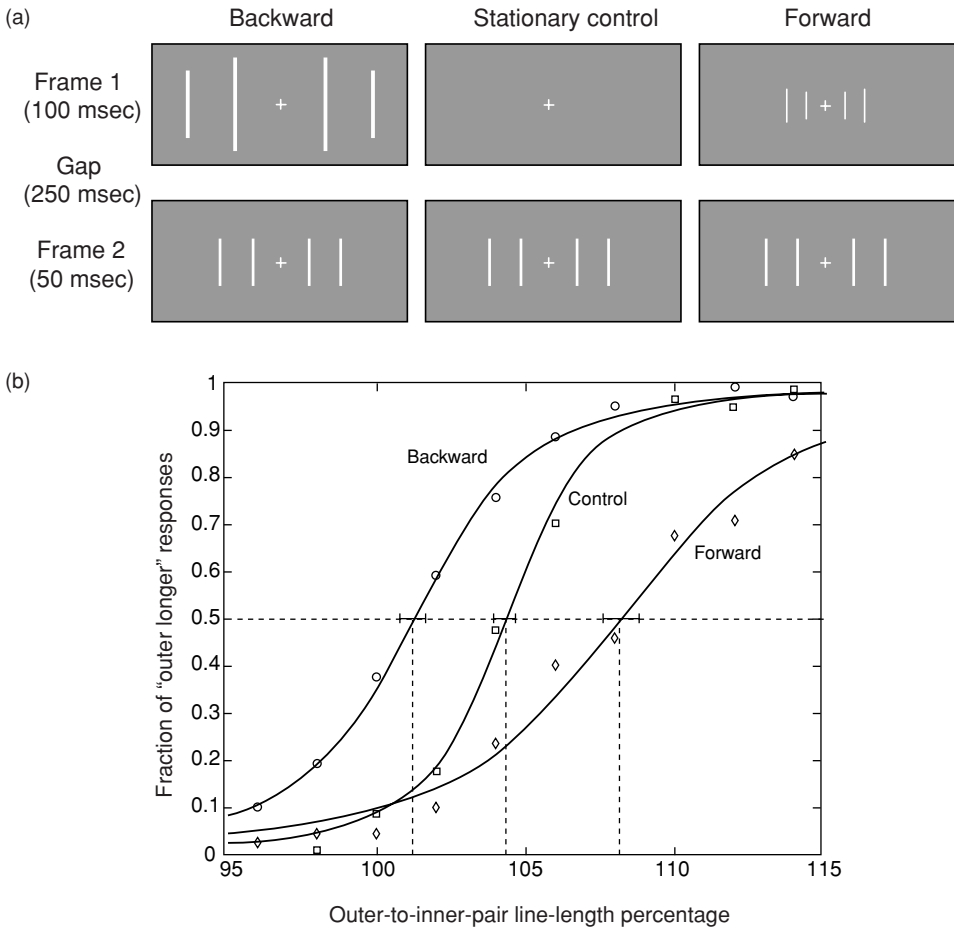 (a)
Backward
Stationary control
Forward
Frame 1
(100 msec)
Gap
(250 msec)
Frame 2
(50 msec)
(b)
Fraction of “outer longer” responses
1
0.9
0.8
0.7
0.6
0.5
0.4
0.3
0.2
0.1
0
Backward
Control
Forward
95
100
105
110
115
Outer-to-inner-pair line-length percentage